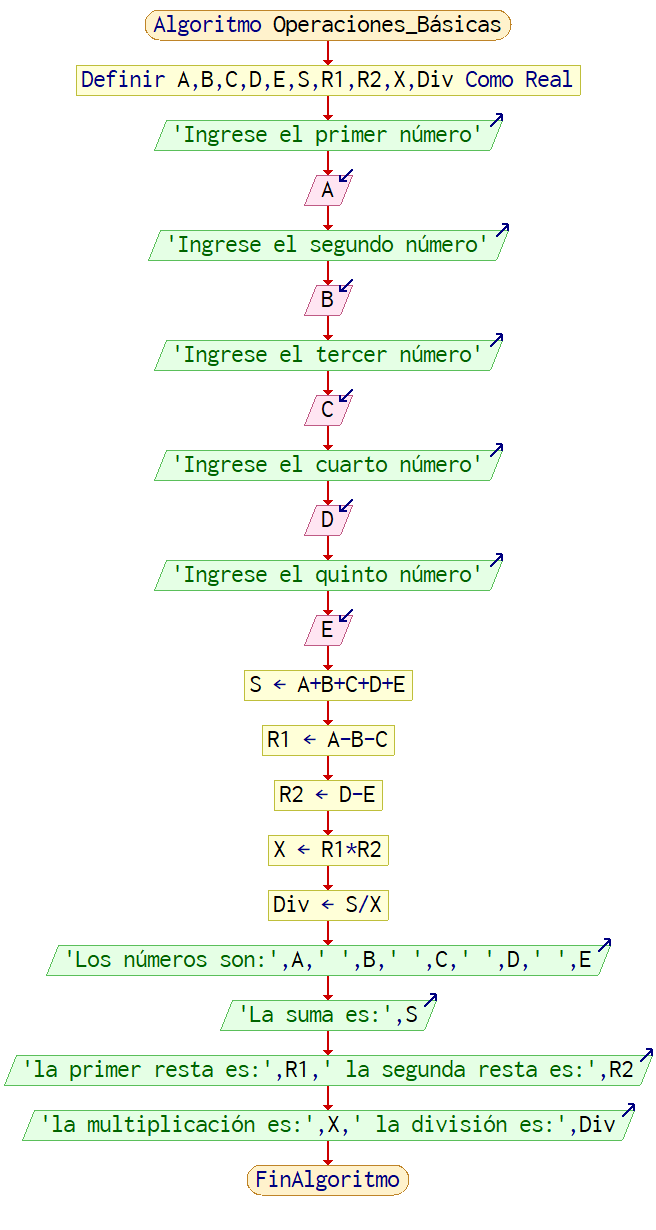 Algoritmo Operaciones_Básicas
Definir A,B,C,D,E,S,R1,R2,X,Div Como Real
'Ingrese el primer número'
A
'Ingrese el segundo número'
B
'Ingrese el tercer número'
C
'Ingrese el cuarto número'
D
'Ingrese el quinto número'
E
S ← A+B+C+D+E
R1 ← A-B-C
R2 ← D-E
X ← R1*R2
Div ← S/X
'Los números son:',A,' ',B,' ',C,' ',D,' ',E
'La suma es:',S
'la primer resta es:',R1,' la segunda resta es:',R2
'la multiplicación es:',X,' la división es:',Div
FinAlgoritmo